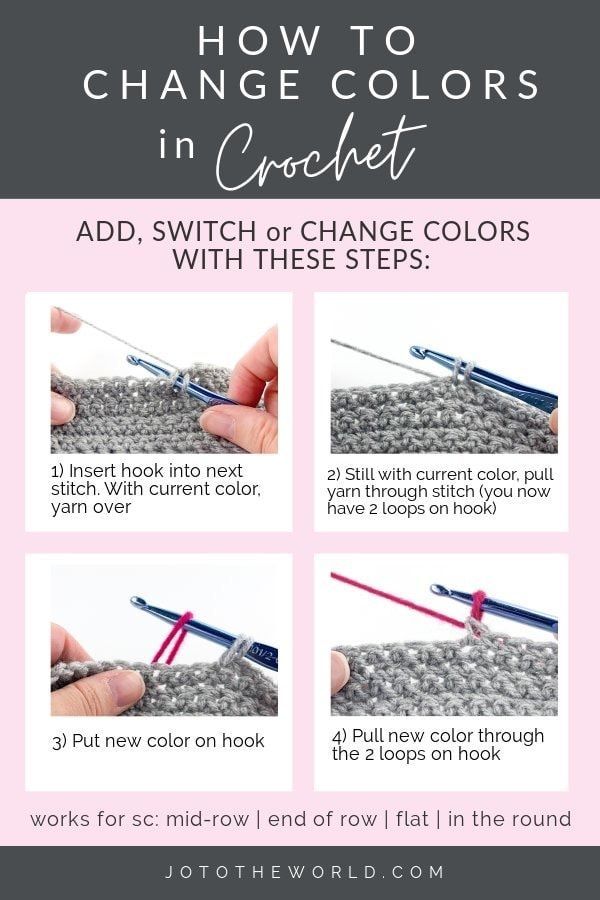 HOW TO
CHANGE COLORS
in Crochet
ADD, SWITCH or CHANGE COLORS
WITH THESE STEPS:
1) Insert hook into next
stitch. With current color,
yarn over
2) Still with current color, pull
yarn through stitch (you now
have 2 loops on hook)
3) Put new color on hook
4) Pull new color through
the 2 loops on hook
works for sc: mid-row | end of row | flat | in the round
JOTOTHEWORLD.COM